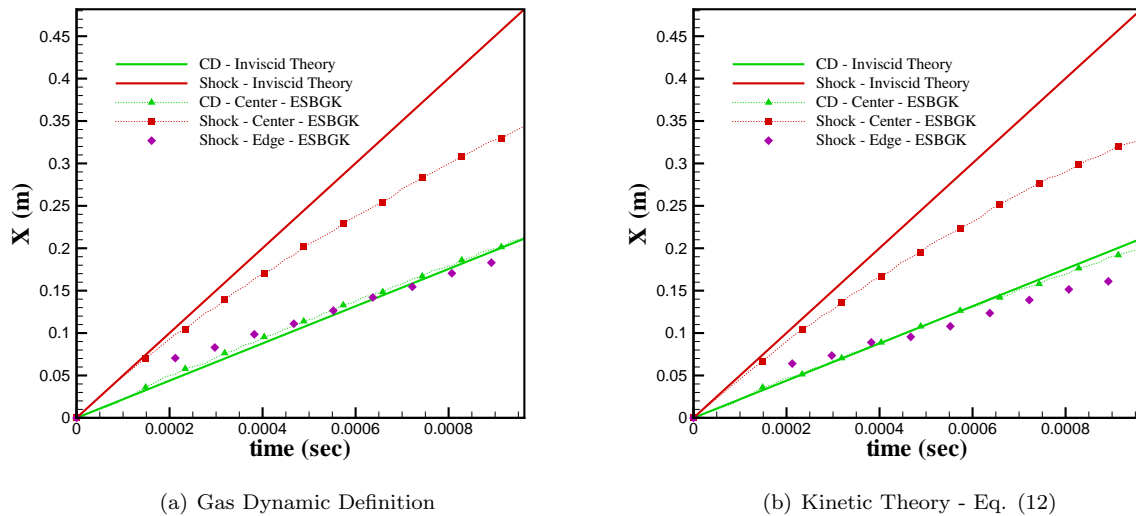 0.45
0.4
0.35
0.3
0.25
0.2
0.15
0.1
0.05
0
X (m)
CD - Inviscid Theory
Shock - Inviscid Theory
CD - Center - ESBGK
Shock - Center - ESBGK
Shock - Edge - ESBGK
0 0.0002 0.0004 0.0006 0.0008
time (sec)
(a) Gas Dynamic Definition
0.45
0.4
0.35
0.3
0.25
0.2
0.15
0.1
0.05
0
X (m)
CD - Inviscid Theory
Shock - Inviscid Theory
CD - Center - ESBGK
Shock - Center - ESBGK
Shock - Edge - ESBGK
0 0.0002 0.0004 0.0006 0.0008
time (sec)
(b) Kinetic Theory - Eq. (12)